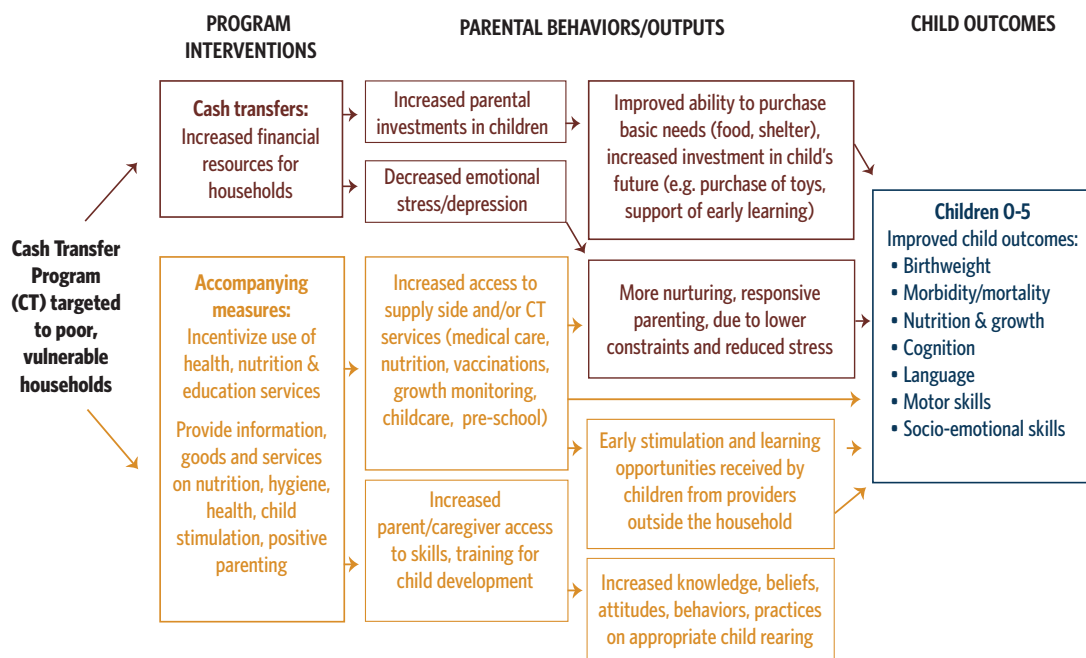 PROGRAM
INTERVENTIONS
PARENTAL BEHAVIORS/OUTPUTS
CHILD OUTCOMES
Cash Transfer
Program
(CT) targeted
to poor,
vulnerable
households
Cash transfers:
Increased financial
resources for
households
Increased parental
investments in children
Decreased emotional
stress/depression
Improved ability to purchase
basic needs (food, shelter),
increased investment in child's
future (e.g. purchase of toys,
support of early learning)
Accompanying
measures:
Incentivize use of
health, nutrition &
education services
Provide information,
goods and services
on nutrition, hygiene,
health, child
stimulation, positive
parenting
Increased access to
supply side and/or CT
services (medical care,
nutrition, vaccinations,
growth monitoring,
childcare, pre-school)
More nurturing, responsive
parenting, due to lower
constraints and reduced stress
Early stimulation and learning
opportunities received by
children from providers
outside the household
Increased
parent/caregiver access
to skills, training for
child development
Increased knowledge, beliefs,
attitudes, behaviors, practices
on appropriate child rearing
Children 0-5
Improved child outcomes:
• Birthweight
• Morbidity/mortality
• Nutrition & growth
• Cognition
• Language
• Motor skills
• Socio-emotional skills